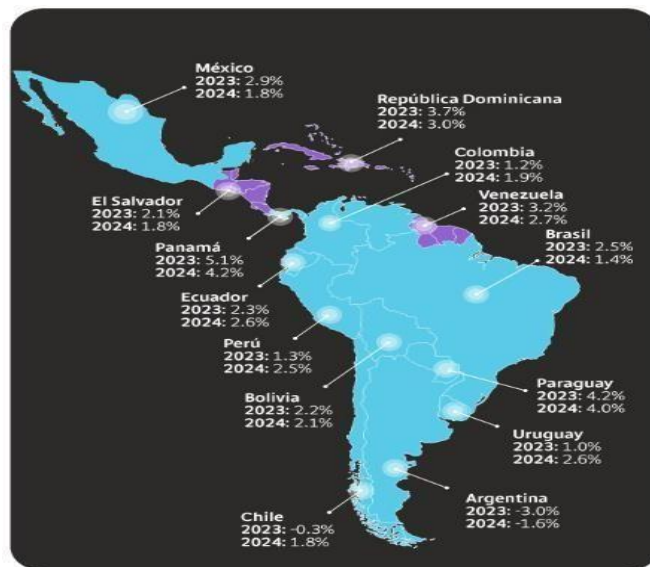 México
2023: 2.9%
2024: 1.8%
República Dominicana
2023: 3.7%
2024: 3.0%
Colombia
2023: 1.2%
2024: 1.9%
El Salvador
2023: 2.1%
2024: 1.8%
Venezuela
2023: 3.2%
2024: 2.7%
Brasil
2023: 2.5%
2024: 1.4%
Panamá
2023: 5.1%
2024: 4.2%
Ecuador
2023: 2.3%
2024: 2.6%
Perú
2023: 1.3%
2024: 2.5%
Bolivia
2023: 2.2%
2024: 2.1%
Paraguay
2023: 4.2%
2024: 4.0%
Uruguay
2023: 1.0%
2024: 2.6%
Argentina
2023: -3.0%
2024: -1.6%
Chile
2023: -0.3%
2024: 1.8%